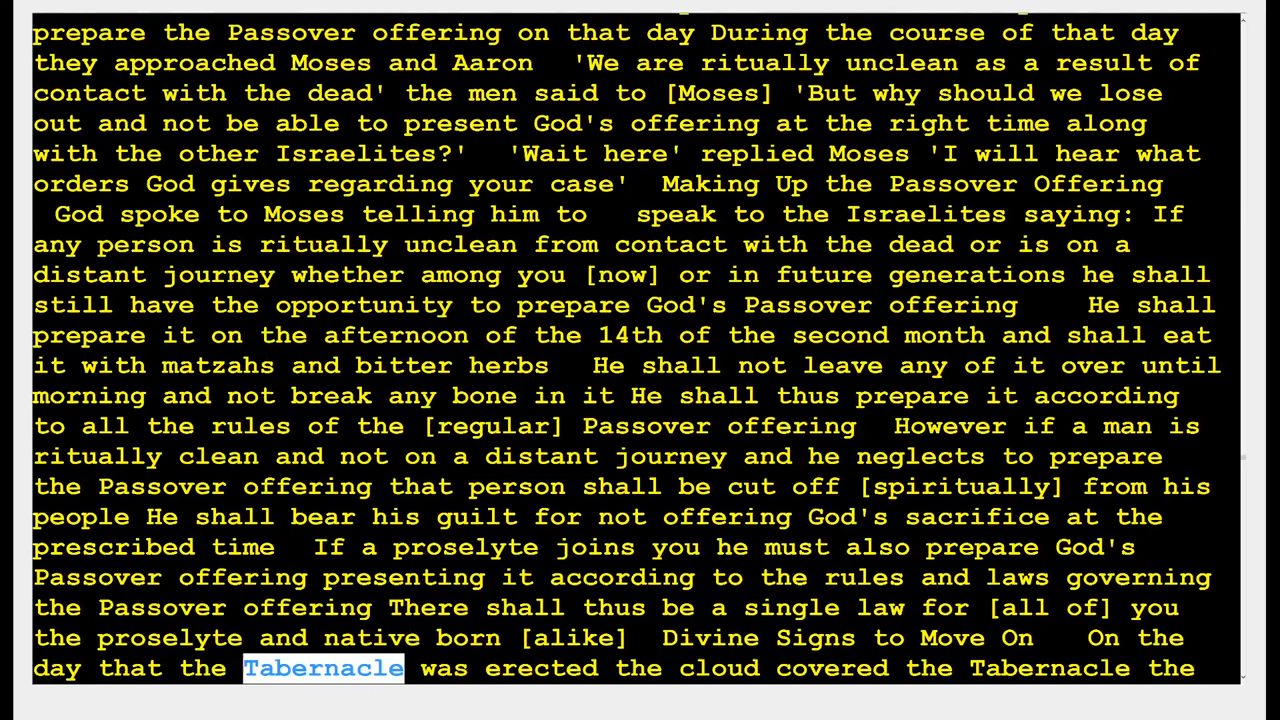 prepare the Passover offering on that day During the course of that day
they approached Moses and Aaron 'We are ritually unclean as a result of
contact with the dead' the men said to [Moses] 'But why should we lose
out and not be able to present God's offering at the right time along
with the other Israelites?' 'Wait here' replied Moses 'I will hear what
orders God gives regarding your case' Making Up the Passover Offering
God spoke to Moses telling him to speak to the Israelites saying: If
any person is ritually unclean from contact with the dead or is on a
distant journey whether among you [now] or in future generations he shall
still have the opportunity to prepare God's Passover offering He shall
prepare it on the afternoon of the 14th of the second month and shall eat
it with matzahs and bitter herbs He shall not leave any of it over until
morning and not break any bone in it He shall thus prepare it according
to all the rules of the [regular] Passover offering However if a man is
ritually clean and not on a distant journey and he neglects to prepare
the Passover offering that person shall be cut off [spiritually] from his
people He shall bear his guilt for not offering God's sacrifice at the
prescribed time If a proselyte joins you he must also prepare God's
Passover offering presenting it according to the rules and laws governing
the Passover offering There shall thus be a single law for [all of] you
the proselyte and native born [alike] Divine Signs to Move On On the
day that the Tabernacle was erected the cloud covered the Tabernacle the